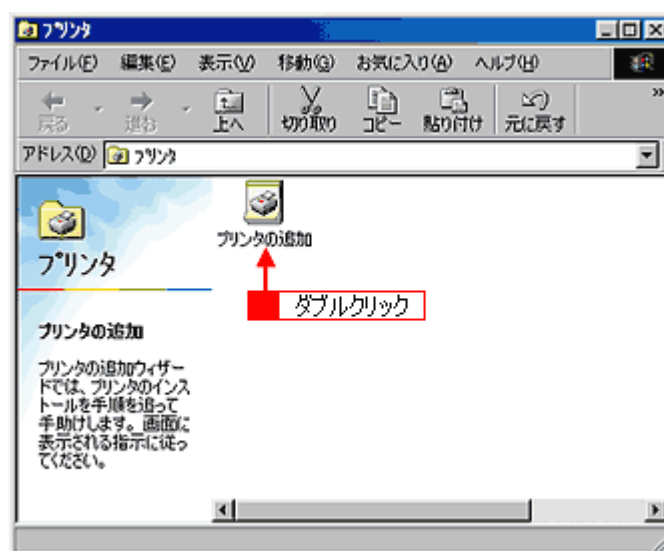 プリンタ
ファイル(F) 編集(E) 表示(V) 移動(G) お気に入り(A) ヘルプ(H)
戻る 進む 上へ 切り取り コピー 貼り付け 元に戻す »
アドレス(D) プリンタ
プリンタの追加
プリンタ
ダブルクリック
プリンタの追加
プリンタの追加ウィザー
ドでは、プリンタのインス
トールを手順を追って
手助けします。画面に
表示される指示に従っ
てください。